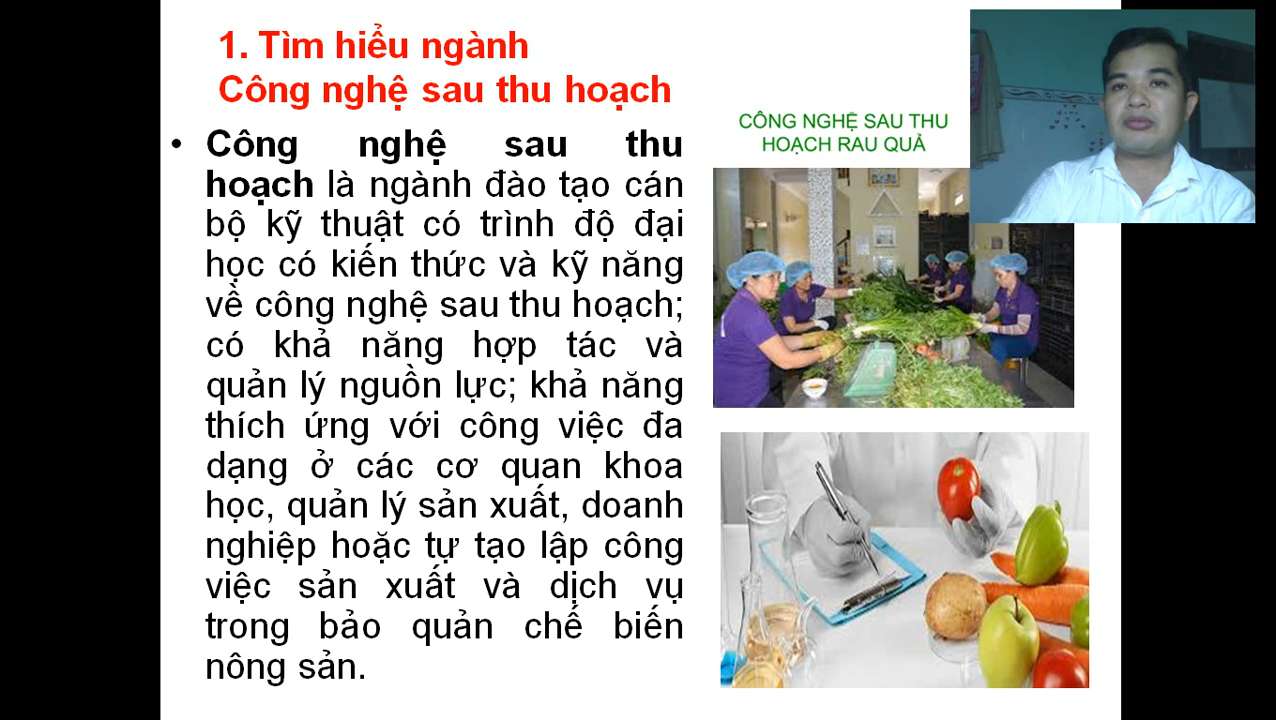 1. Tìm hiểu ngành
Công nghệ sau thu hoạch
• Công nghệ sau thu
hoạch là ngành đào tạo cán
bộ kỹ thuật có trình độ đại
học có kiến thức và kỹ năng
về công nghệ sau thu hoạch;
có khả năng hợp tác và
quản lý nguồn lực; khả năng
thích ứng với công việc đa
dạng ở các cơ quan khoa
học, quản lý sản xuất, doanh
nghiệp hoặc tự tạo lập công
việc sản xuất và dịch vụ
trong bảo quản chế biến
nông sản.
CÔNG NGHỆ SAU THU
HOẠCH RAU QUẢ